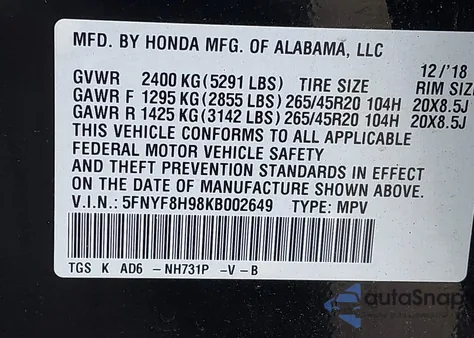 MFD. BY HONDA MFG. OF ALABAMA, LLC
12/'18
GVWR 2400 KG(5291 LBS) TIRE SIZE RIM SIZE
GAWR F 1295 KG(2855 LBS) 265/45R20 104H 20X8.5J
GAWR R 1425 KG(3142 LBS) 265/45R20 104H 20X8.5J
THIS VEHICLE CONFORMS TO ALL APPLICABLE
FEDERAL MOTOR VEHICLE SAFETY
AND THEFT PREVENTION STANDARDS IN EFFECT
ON THE DATE OF MANUFACTURE SHOWN ABOVE.
V.I.N.: 5FNYF8H98KB002649 TYPE: MPV
TGS K AD6 - NH731P -V - B
autoSnap